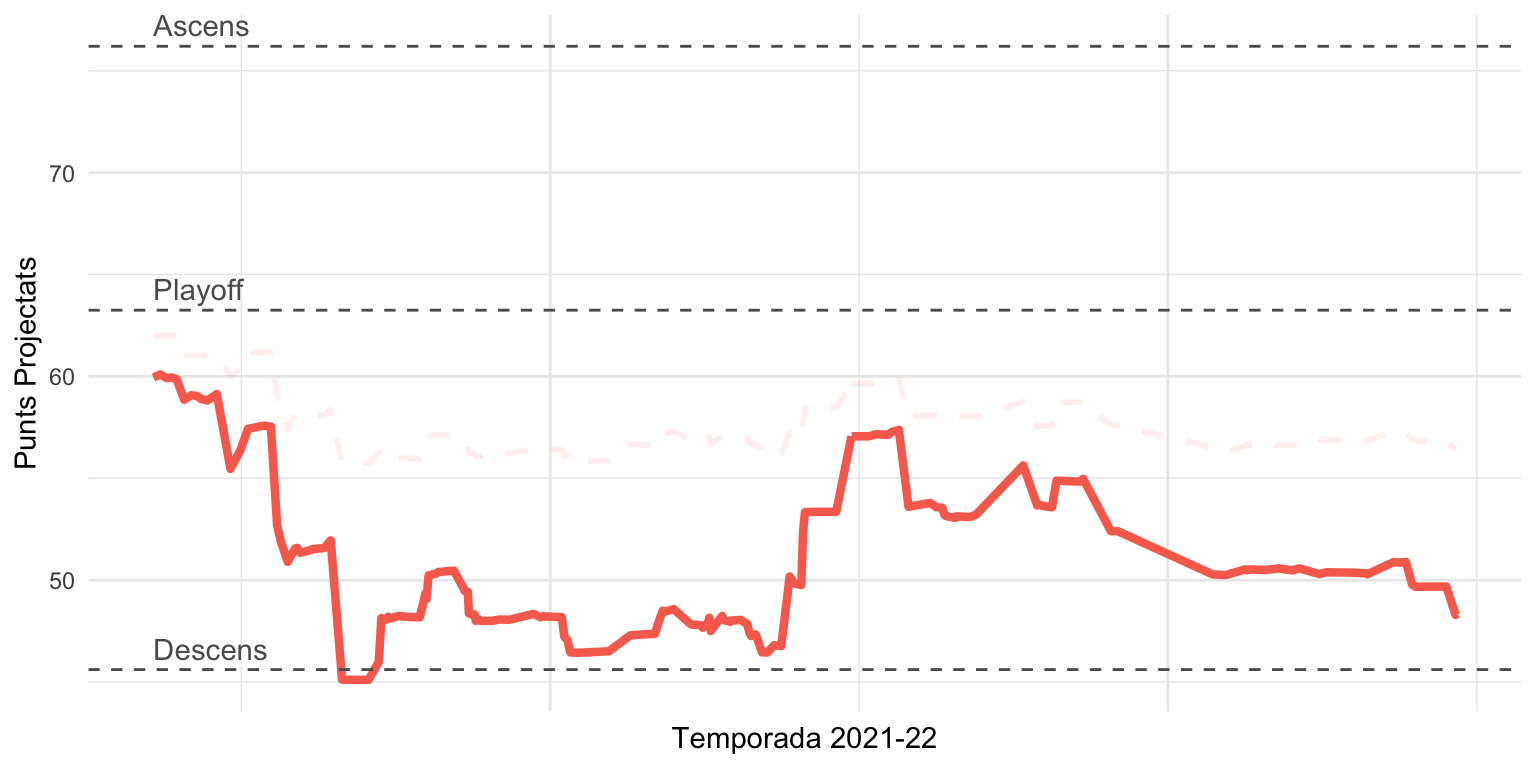 Ascens
70
Playoff
60
50
Descens
Punts Projectats
Temporada 2021-22